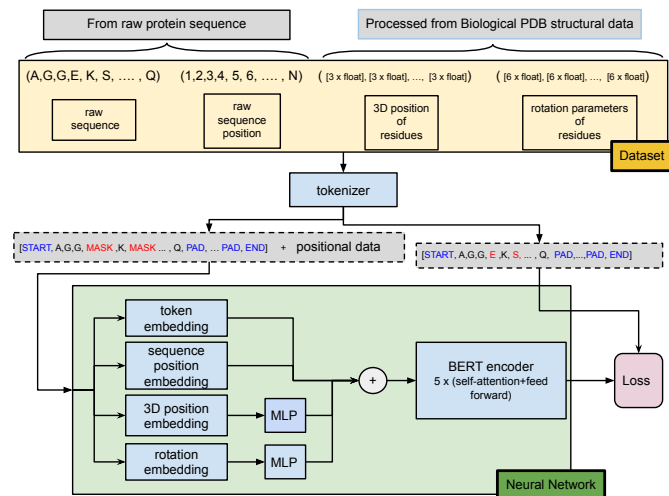 From raw protein sequence
Processed from Biological PDB structural data
(A,G,G,E, K, S, .... , Q)
(1,2,3,4, 5, 6, .... , N)
( [3 x float], [3 x float], ..., [3 x float])
( [6 x float], [6 x float], ..., [6 x float])
raw
sequence
raw
sequence
position
3D position
of
residues
rotation parameters
of
residues
Dataset
tokenizer
[START, A,G,G, MASK ,K, MASK ... , Q, PAD, ... PAD, END] + positional data
[START, A,G,G, E ,K, S, ... , Q, PAD,...,PAD, END]
token
embedding
sequence
position
embedding
3D position
embedding
MLP
rotation
embedding
MLP
+
BERT encoder
5 x (self-attention+feed
forward)
Loss
Neural Network